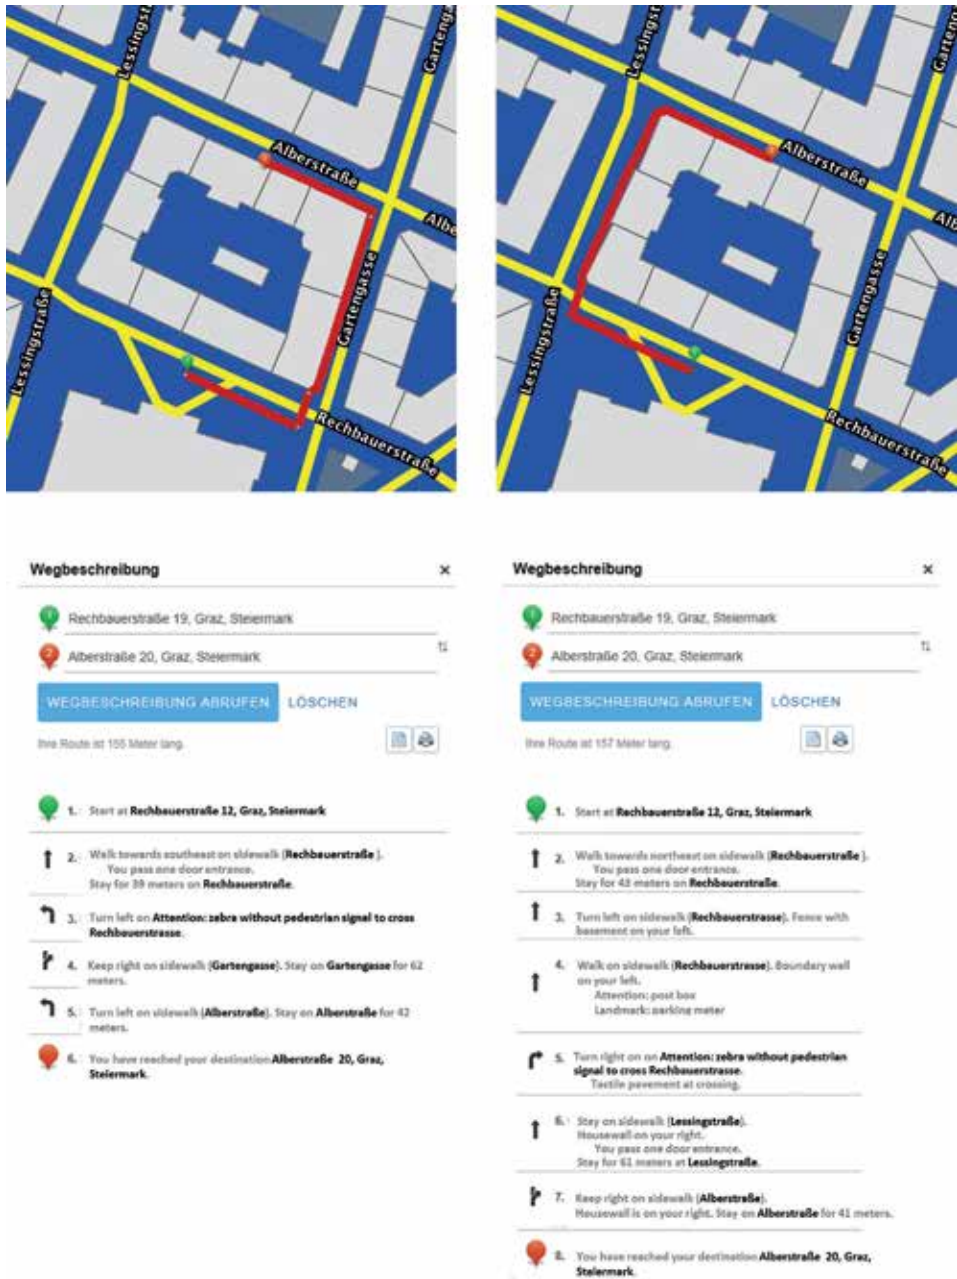 Lessingst
Gartengas
Alberstraße
Albe
Gartengasse
Lessingstraße
Rechbauerstraße
Lessingst
Garten
Alberstraße
Alb
Gartengasse
Lessingstraße
Rechbauerstraße
Wegbeschreibung ×
1 Rechbauerstraße 19, Graz, Steiermark
2 Alberstraße 20, Graz, Steiermark
WEGBESCHREIBUNG ABRUFEN LÖSCHEN
Ihre Route ist 155 Meter lang.
1. Start at Rechbauerstraße 12, Graz, Steiermark
2. Walk towards southeast on sidewalk (Rechbauerstraße ).
You pass one door entrance.
Stay for 39 meters on Rechbauerstraße.
3. Turn left on Attention: zebra without pedestrian signal to cross
Rechbauerstrasse.
4. Keep right on sidewalk (Gartengasse). Stay on Gartengasse for 62
meters.
5. Turn left on sidewalk (Alberstraße). Stay on Alberstraße for 42
meters.
6. You have reached your destination Alberstraße 20, Graz,
Steiermark.
Wegbeschreibung ×
1 Rechbauerstraße 19, Graz, Steiermark
2 Alberstraße 20, Graz, Steiermark
WEGBESCHREIBUNG ABRUFEN LÖSCHEN
Ihre Route ist 157 Meter lang.
1. Start at Rechbauerstraße 12, Graz, Steiermark
2. Walk towards northeast on sidewalk (Rechbauerstraße ).
You pass one door entrance.
Stay for 43 meters on Rechbauerstraße.
3. Turn left on sidewalk (Rechbauerstrasse). Fence with
basement on your left.
4. Walk on sidewalk (Rechbauerstrasse). Boundary wall
on your left.
Attention: post box
Landmark: parking meter
5. Turn right on on Attention: zebra without pedestrian
signal to cross Rechbauerstrasse.
Tactile pavement at crossing.
6. Stay on sidewalk (Lessingstraße).
Housewall on your right.
You pass one door entrance.
Stay for 61 meters at Lessingstraße.
7. Keep right on sidewalk (Alberstraße).
Housewall is on your right. Stay on Alberstraße for 41 meters.
8. You have reached your destination Alberstraße 20, Graz,
Steiermark.